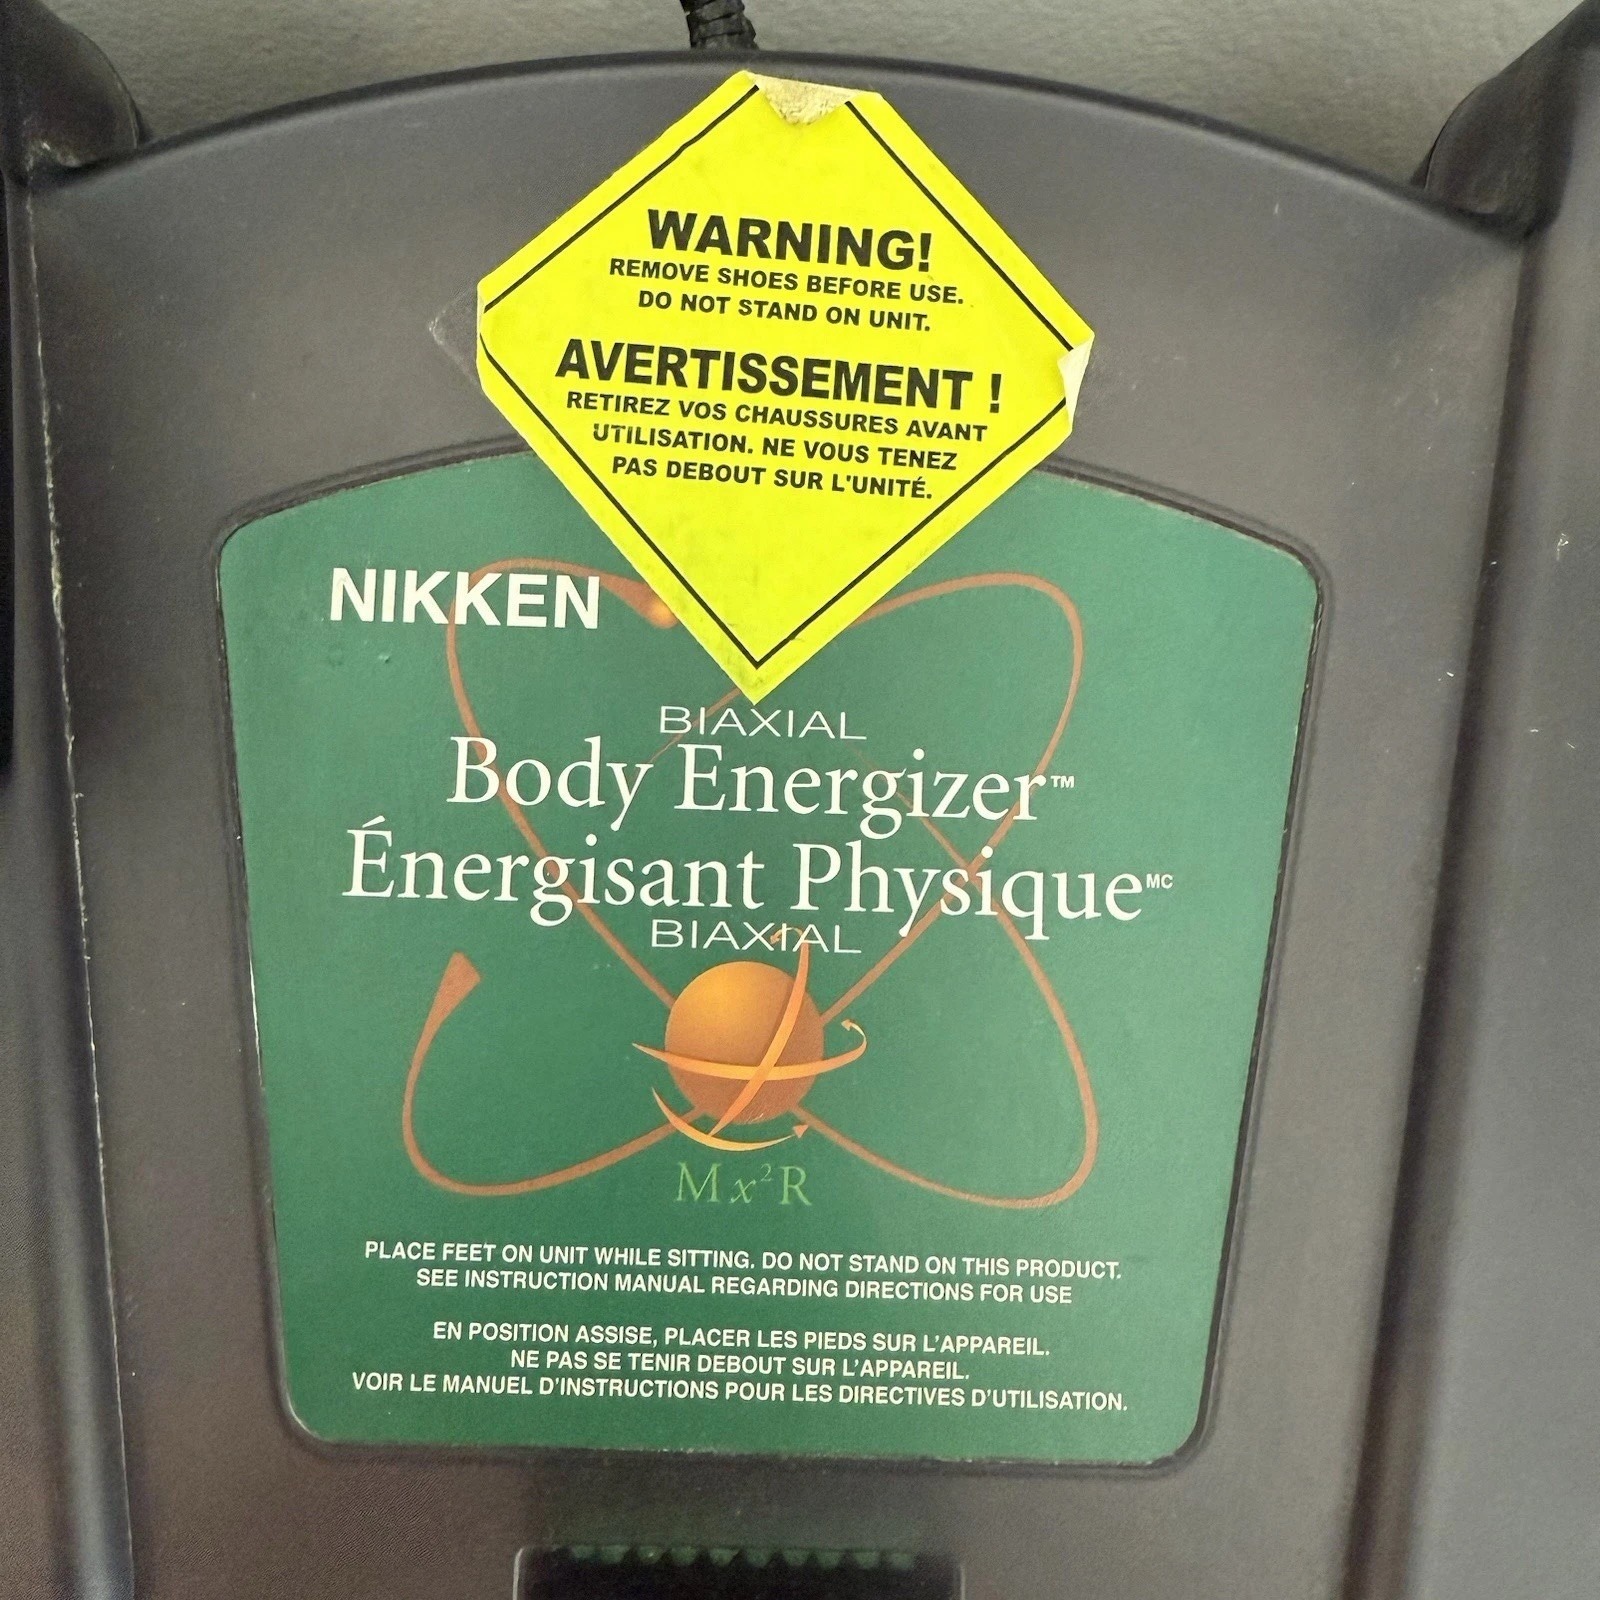 WARNING!
REMOVE SHOES BEFORE USE.
DO NOT STAND ON UNIT.
AVERTISSEMENT !
RETIREZ VOS CHAUSSURES AVANT
UTILISATION. NE VOUS TENEZ
PAS DEBOUT SUR L'UNITÉ.
NIKKEN
BIAXIAL
Body Energizer™
Énergisant Physique MC
BIAXIAL
Mx²R
PLACE FEET ON UNIT WHILE SITTING. DO NOT STAND ON THIS PRODUCT.
SEE INSTRUCTION MANUAL REGARDING DIRECTIONS FOR USE
EN POSITION ASSISE, PLACER LES PIEDS SUR L'APPAREIL.
NE PAS SE TENIR DEBOUT SUR L'APPAREIL.
VOIR LE MANUEL D'INSTRUCTIONS POUR LES DIRECTIVES D'UTILISATION.